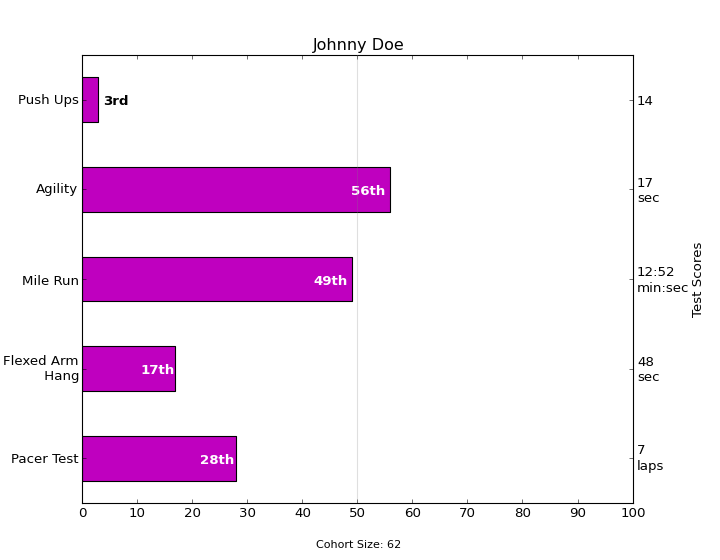 Johnny Doe
Push Ups
3rd
14
Agility
56th
17
sec
Mile Run
49th
12:52
min:sec
Test Scores
Flexed Arm
Hang
17th
48
sec
Pacer Test
28th
7
laps
0 10 20 30 40 50 60 70 80 90 100
Cohort Size: 62